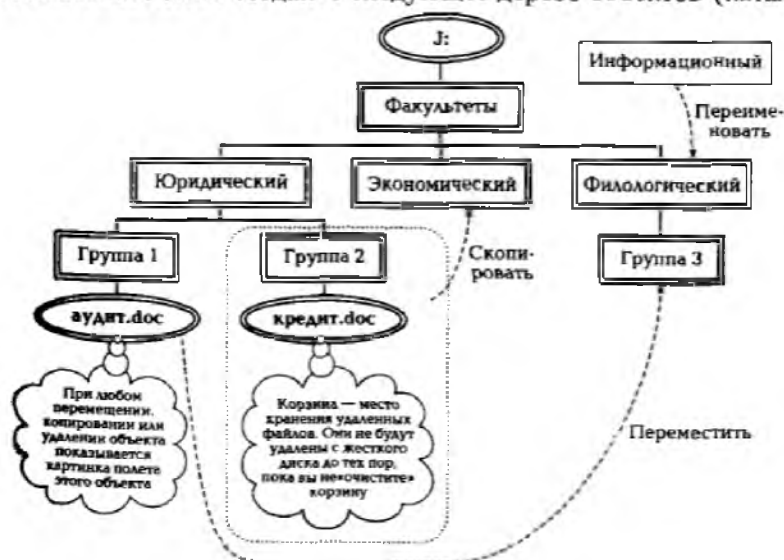 J:
Информационный
Факультеты
Переиме-
новать
Юридический
Экономический
Филологический
Группа 1
Группа 2
Скопи-
ровать
Группа 3
аудит.doc
кредит.doc
При любом
перемещении,
копировании или
удалении объекта
показывается
картинка полета
этого объекта
Корзина — место
хранения удаленных
файлов. Они не будут
удалены с жесткого
диска до тех пор,
пока вы не«очистите»
корзину
Переместить